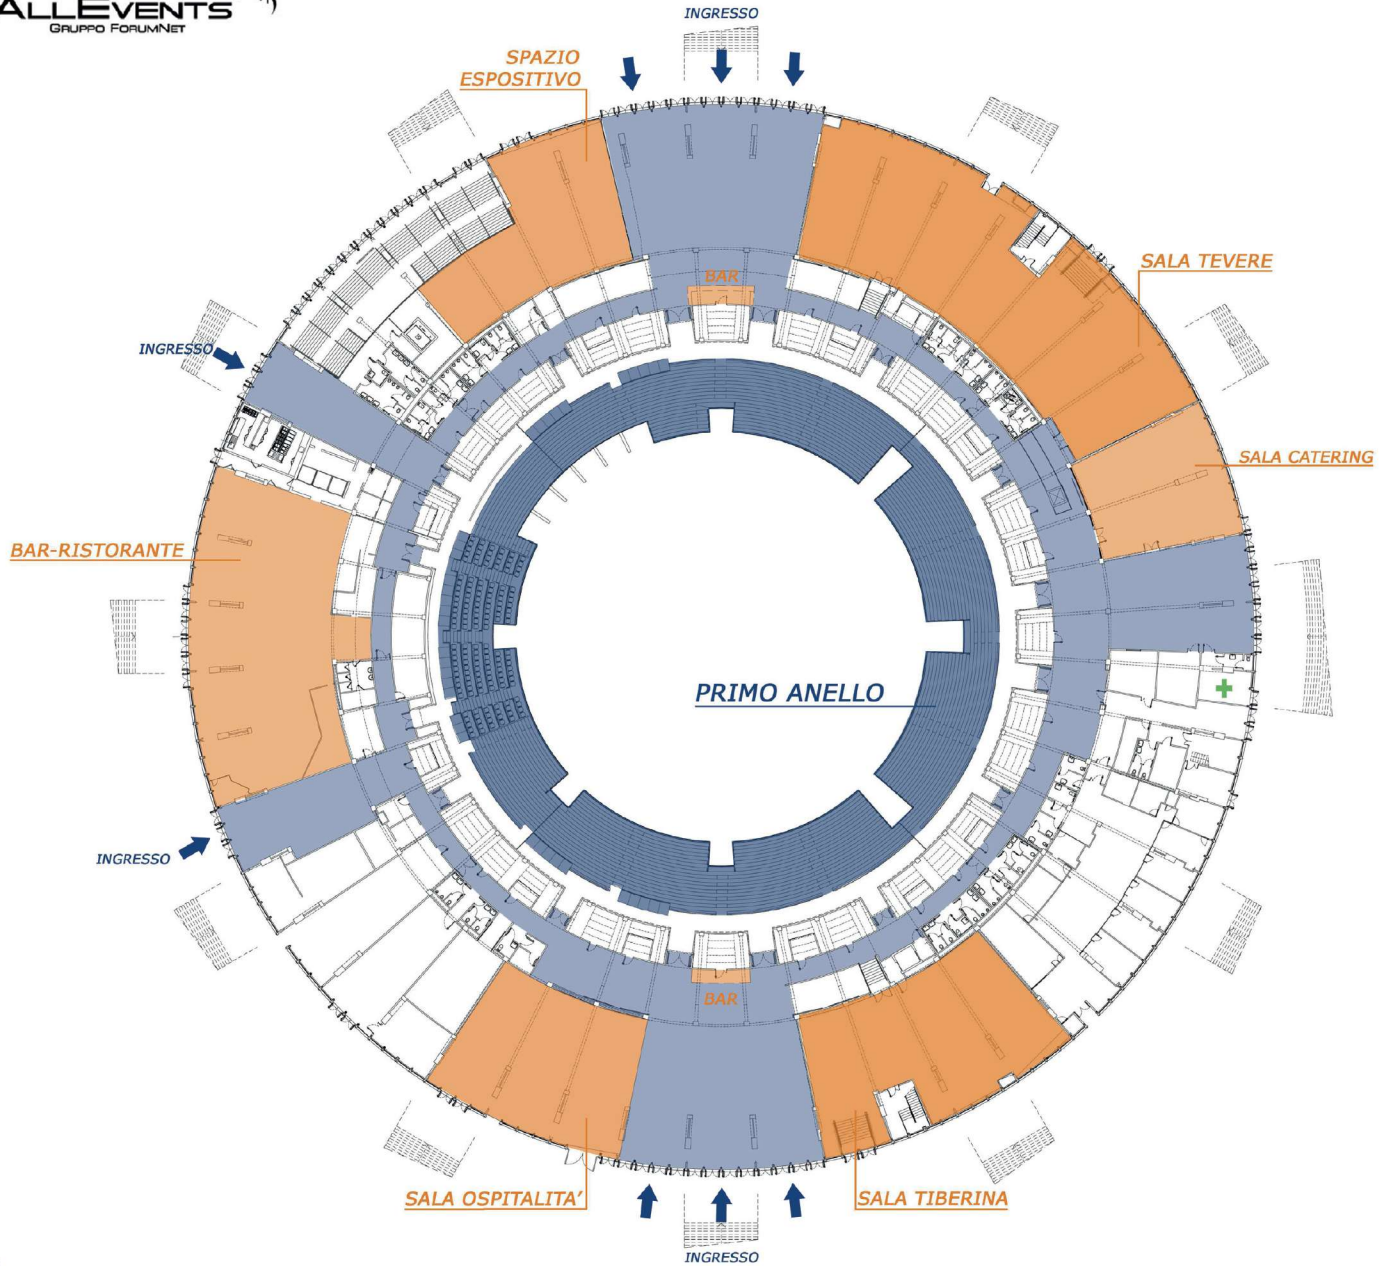 ALLEVENTS
GRUPPO FORUMNET
INGRESSO
SPAZIO
ESPOSITIVO
SALA TEVERE
BAR
INGRESSO
SALA CATERING
BAR-RISTORANTE
PRIMO ANELLO
INGRESSO
BAR
SALA OSPITALITA'
SALA TIBERINA
INGRESSO